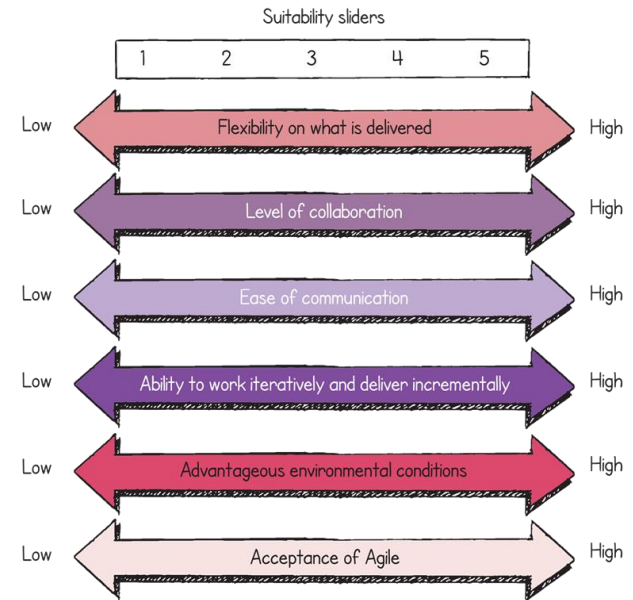 Suitability sliders
1 2 3 4 5
Low Flexibility on what is delivered High
Low Level of collaboration High
Low Ease of communication High
Low Ability to work iteratively and deliver incrementally High
Low Advantageous environmental conditions High
Low Acceptance of Agile High